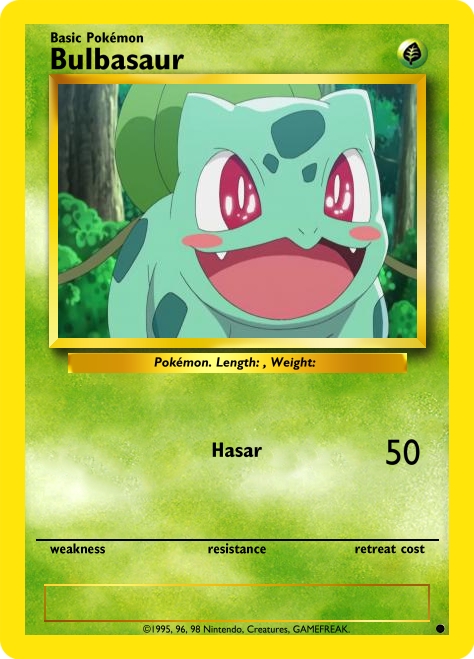 Basic Pokémon
Bulbasaur
Pokémon. Length: , Weight:
Hasar 50
weakness resistance retreat cost
©1995, 96, 98 Nintendo, Creatures, GAMEFREAK.